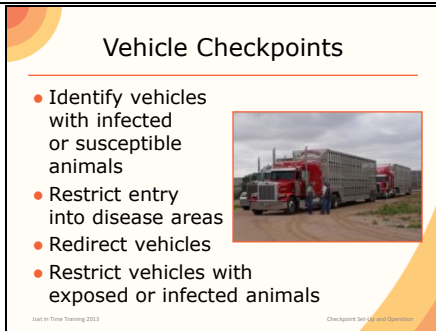 Vehicle Checkpoints
● Identify vehicles
with infected
or susceptible
animals
● Restrict entry
into disease areas
● Redirect vehicles
● Restrict vehicles with
exposed or infected animals
Just In Time Training 2013
Checkpoint Set-Up and Operation